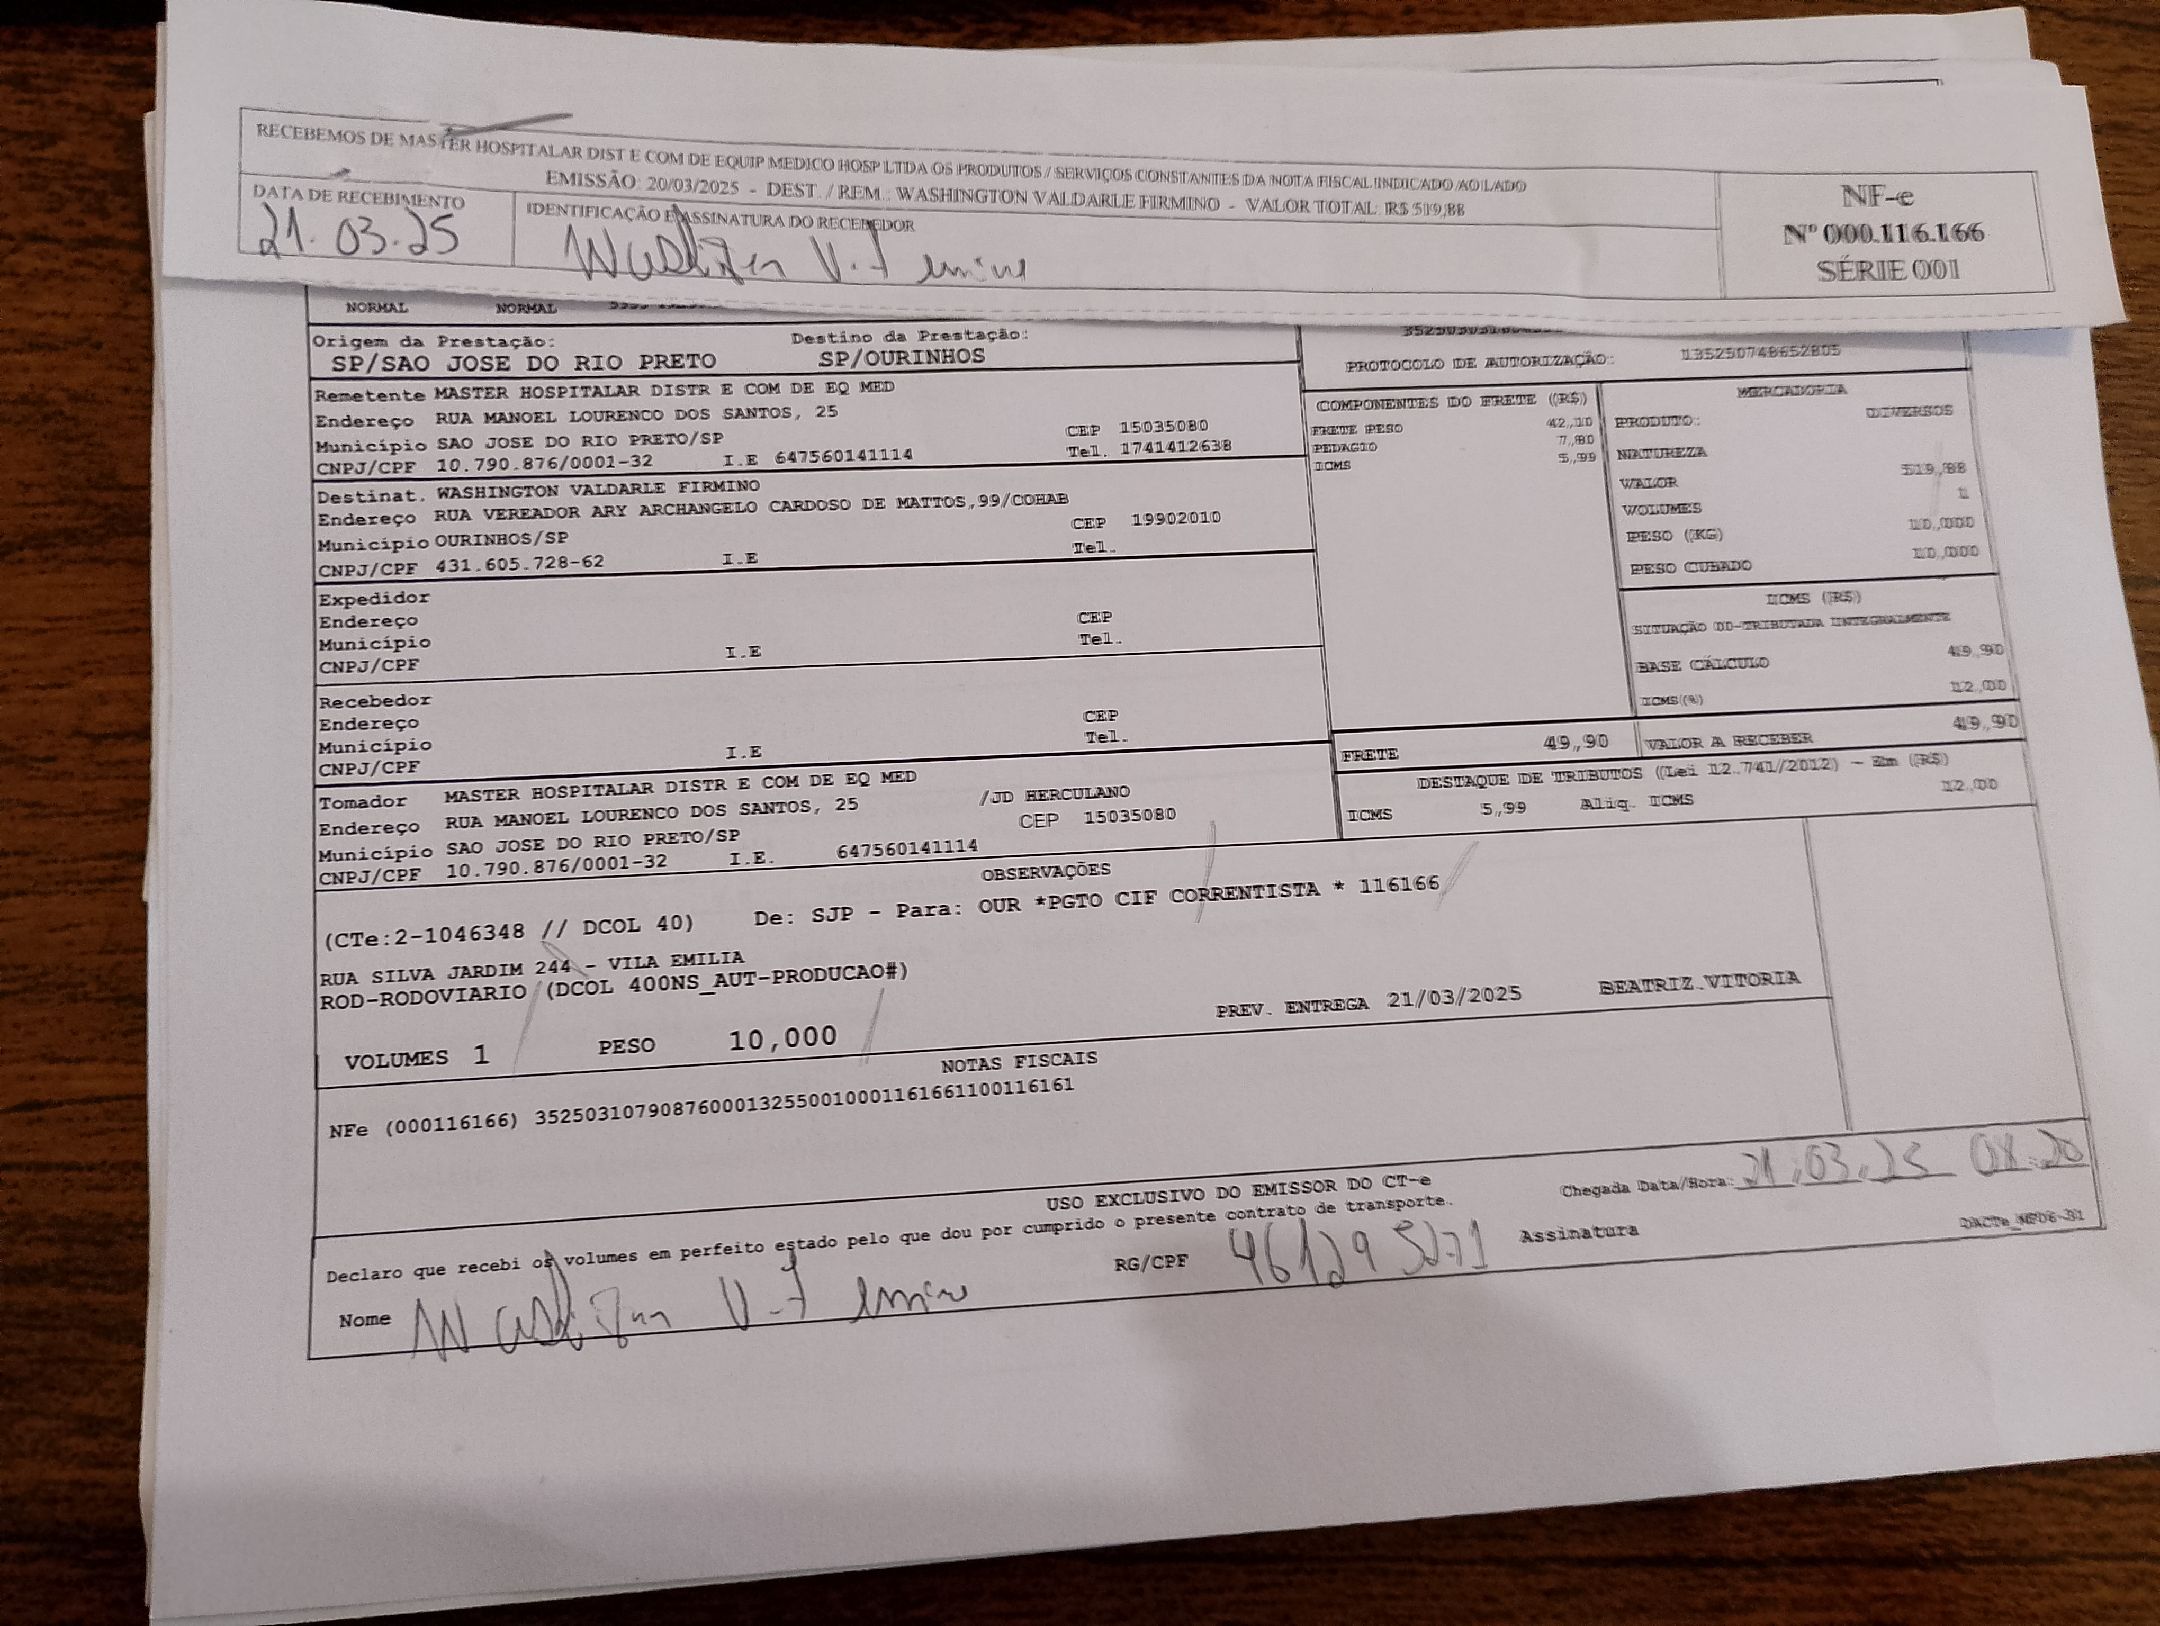 RECEBEMOS DE MASTER HOSPITALAR DIST E COM DE EQUIP MEDICO HOSP LTDA OS PRODUTOS / SERVIÇOS CONSTANTES DA NOTA FISCAL INDICADO AO LADO
EMISSÃO: 20/03/2025 - DEST. / REM.: WASHINGTON VALDARLE FIRMINO - VALOR TOTAL: R$ 519,88
DATA DE RECEBIMENTO
21.03.25
IDENTIFICAÇÃO E ASSINATURA DO RECEBEDOR
NF-e
Nº 000.116.166
SÉRIE 001
NORMAL NORMAL
Origem da Prestação: Destino da Prestação:
SP/SAO JOSE DO RIO PRETO SP/OURINHOS
PROTOCOLO DE AUTORIZAÇÃO: 135250748652805
Remetente MASTER HOSPITALAR DISTR E COM DE EQ MED
Endereço RUA MANOEL LOURENCO DOS SANTOS, 25
Município SAO JOSE DO RIO PRETO/SP CEP 15035080
CNPJ/CPF 10.790.876/0001-32 I.E 647560141114 Tel. 1741412638
Destinat. WASHINGTON VALDARLE FIRMINO
Endereço RUA VEREADOR ARY ARCHANGELO CARDOSO DE MATTOS,99/COHAB
Município OURINHOS/SP CEP 19902010
CNPJ/CPF 431.605.728-62 I.E Tel.
Expedidor
Endereço
Município CEP
CNPJ/CPF I.E Tel.
Recebedor
Endereço
Município CEP
CNPJ/CPF I.E Tel.
Tomador MASTER HOSPITALAR DISTR E COM DE EQ MED
Endereço RUA MANOEL LOURENCO DOS SANTOS, 25 /JD HERCULANO
Município SAO JOSE DO RIO PRETO/SP CEP 15035080
CNPJ/CPF 10.790.876/0001-32 I.E. 647560141114
COMPONENTES DO FRETE (R$)
FRETE PESO 42,10
PEDAGIO 7,80
ICMS 5,99
MERCADORIA
PRODUTO: DIVERSOS
NATUREZA
VALOR 519,88
VOLUMES 1
PESO (KG) 10,000
PESO CUBADO 10,000
ICMS (R$)
SITUAÇÃO 00-TRIBUTADA INTEGRALMENTE
BASE CÁLCULO 49,90
ICMS(%) 12,00
FRETE 49,90 VALOR A RECEBER 49,90
DESTAQUE DE TRIBUTOS (Lei 12.741/2012) - Em (R$)
ICMS 5,99 Aliq. ICMS 12,00
OBSERVAÇÕES
(CTe:2-1046348 // DCOL 40) De: SJP - Para: OUR *PGTO CIF CORRENTISTA * 116166
RUA SILVA JARDIM 244 - VILA EMILIA
ROD-RODOVIARIO (DCOL 400NS_AUT-PRODUCAO#)
VOLUMES 1 PESO 10,000 PREV. ENTREGA 21/03/2025 BEATRIZ.VITORIA
NOTAS FISCAIS
NFe (000116166) 35250310790876000132550010001161661100116161
USO EXCLUSIVO DO EMISSOR DO CT-e
Declaro que recebi os volumes em perfeito estado pelo que dou por cumprido o presente contrato de transporte.
Chegada Data/Hora: 21.03.25 08:20
Nome RG/CPF 461295271 Assinatura